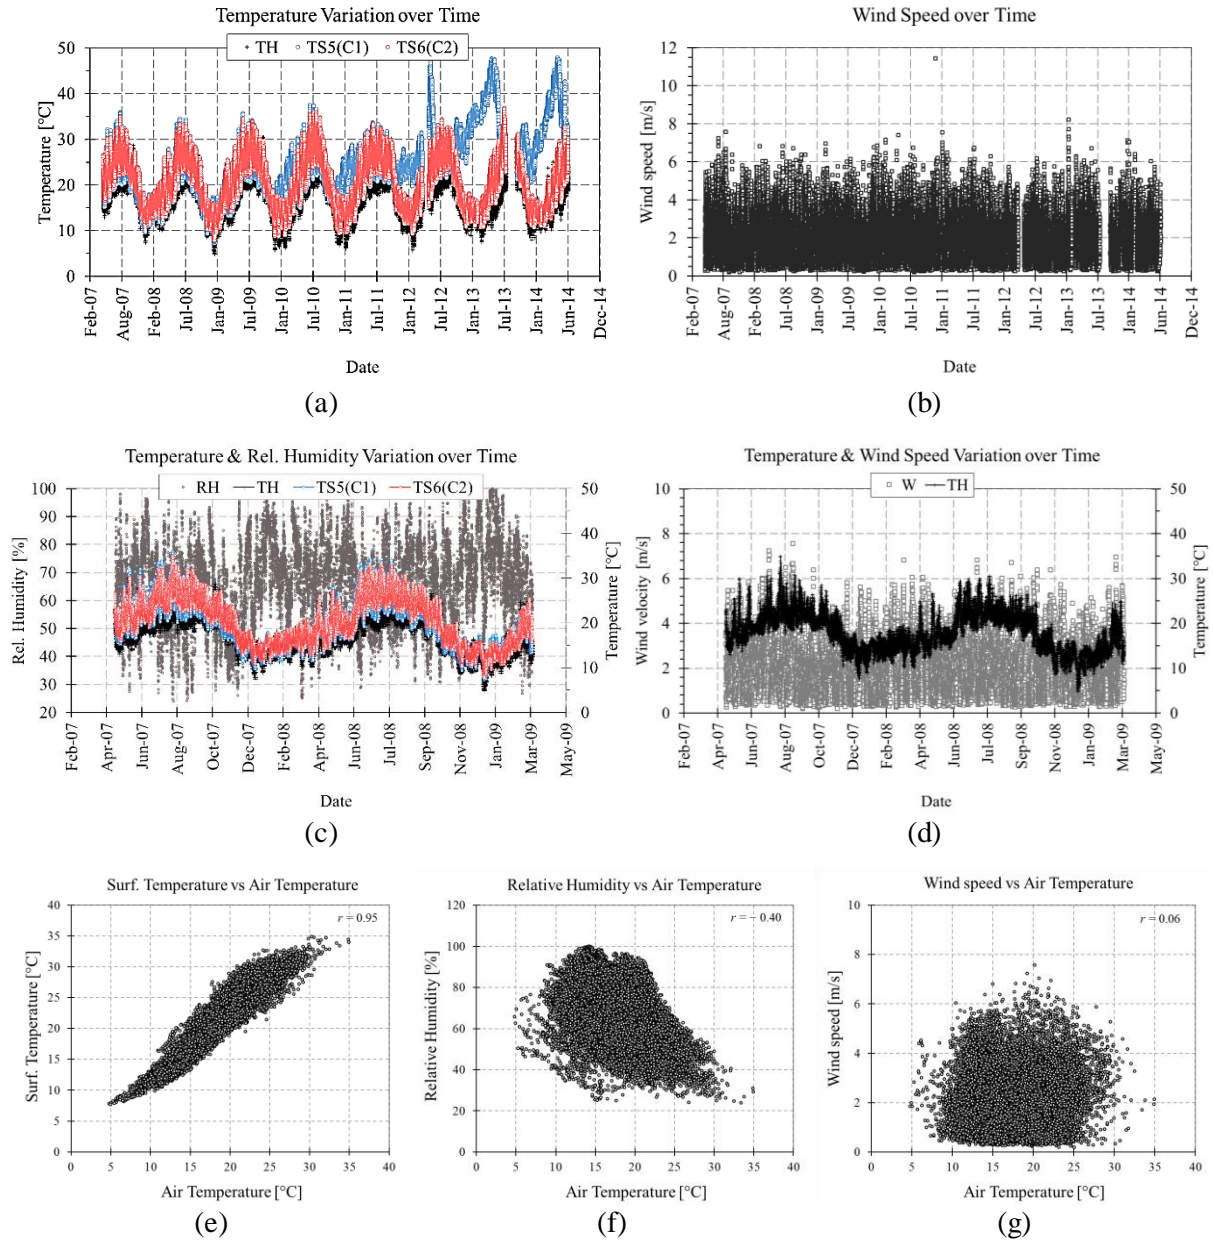 Temperature Variation over Time
TH TS5(C1) TS6(C2)
Temperature [°C]
50
40
30
20
10
0
Feb-07 Aug-07 Feb-08 Jul-08 Jan-09 Jul-09 Jan-10 Jul-10 Jan-11 Jul-11 Jan-12 Jul-12 Jan-13 Jul-13 Jan-14 Jun-14 Dec-14
Date
(a)
Wind Speed over Time
Wind speed [m/s]
12
10
8
6
4
2
0
Feb-07 Aug-07 Feb-08 Jul-08 Jan-09 Jul-09 Jan-10 Jul-10 Jan-11 Jul-11 Jan-12 Jul-12 Jan-13 Jul-13 Jan-14 Jun-14 Dec-14
Date
(b)
Temperature & Rel. Humidity Variation over Time
RH TH TS5(C1) TS6(C2)
Rel. Humidity [%]
100
90
80
70
60
50
40
30
20
50
40
30
20
10
0
Temperature [°C]
Feb-07 Apr-07 Jun-07 Aug-07 Oct-07 Dec-07 Feb-08 Apr-08 Jun-08 Jul-08 Sep-08 Nov-08 Jan-09 Mar-09 May-09
Date
(c)
Temperature & Wind Speed Variation over Time
W TH
Wind velocity [m/s]
10
8
6
4
2
0
50
40
30
20
10
0
Temperature [°C]
Feb-07 Apr-07 Jun-07 Aug-07 Oct-07 Dec-07 Feb-08 Apr-08 Jun-08 Jul-08 Sep-08 Nov-08 Jan-09 Mar-09 May-09
Date
(d)
Surf. Temperature vs Air Temperature
r = 0.95
Surf. Temperature [°C]
40
35
30
25
20
15
10
5
0
0 5 10 15 20 25 30 35 40
Air Temperature [°C]
(e)
Relative Humidity vs Air Temperature
r = - 0.40
Relative Humidity [%]
120
100
80
60
40
20
0
0 5 10 15 20 25 30 35 40
Air Temperature [°C]
(f)
Wind speed vs Air Temperature
r = 0.06
Wind speed [m/s]
10
8
6
4
2
0
0 5 10 15 20 25 30 35 40
Air Temperature [°C]
(g)